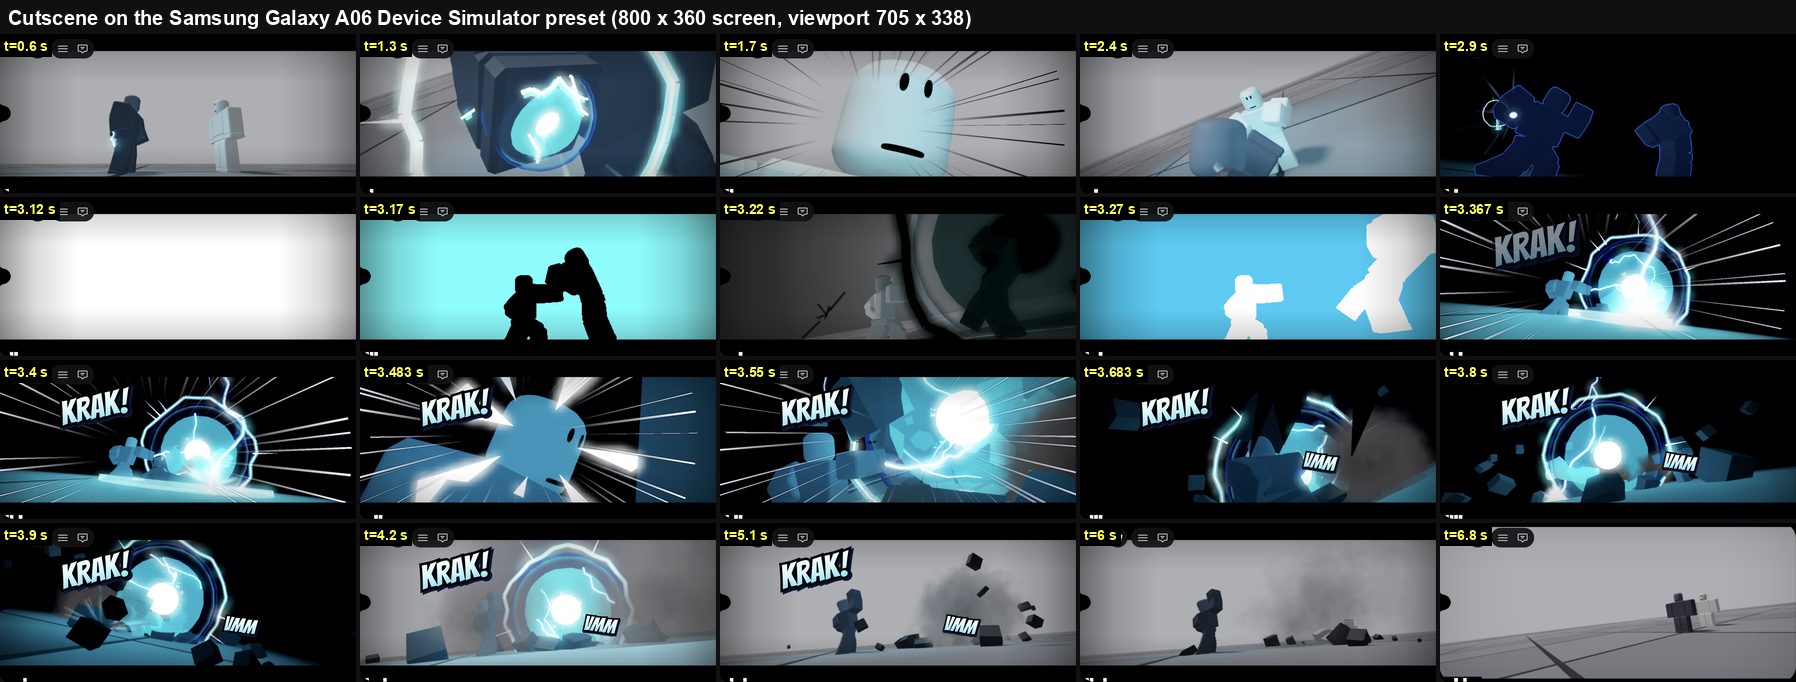 Cutscene on the Samsung Galaxy A06 Device Simulator preset (800 x 360 screen, viewport 705 x 338)
t=0.6 s
t=1.3 s
t=1.7 s
t=2.4 s
t=2.9 s
t=3.12 s
t=3.17 s
t=3.22 s
t=3.27 s
t=3.367 s
KRAK!
t=3.4 s
KRAK!
t=3.483 s
KRAK!
t=3.55 s
KRAK!
t=3.683 s
KRAK!
VMM
t=3.8 s
KRAK!
VMM
t=3.9 s
KRAK!
VMM
t=4.2 s
KRAK!
VMM
t=5.1 s
KRAK!
VMM
t=6 s
t=6.8 s